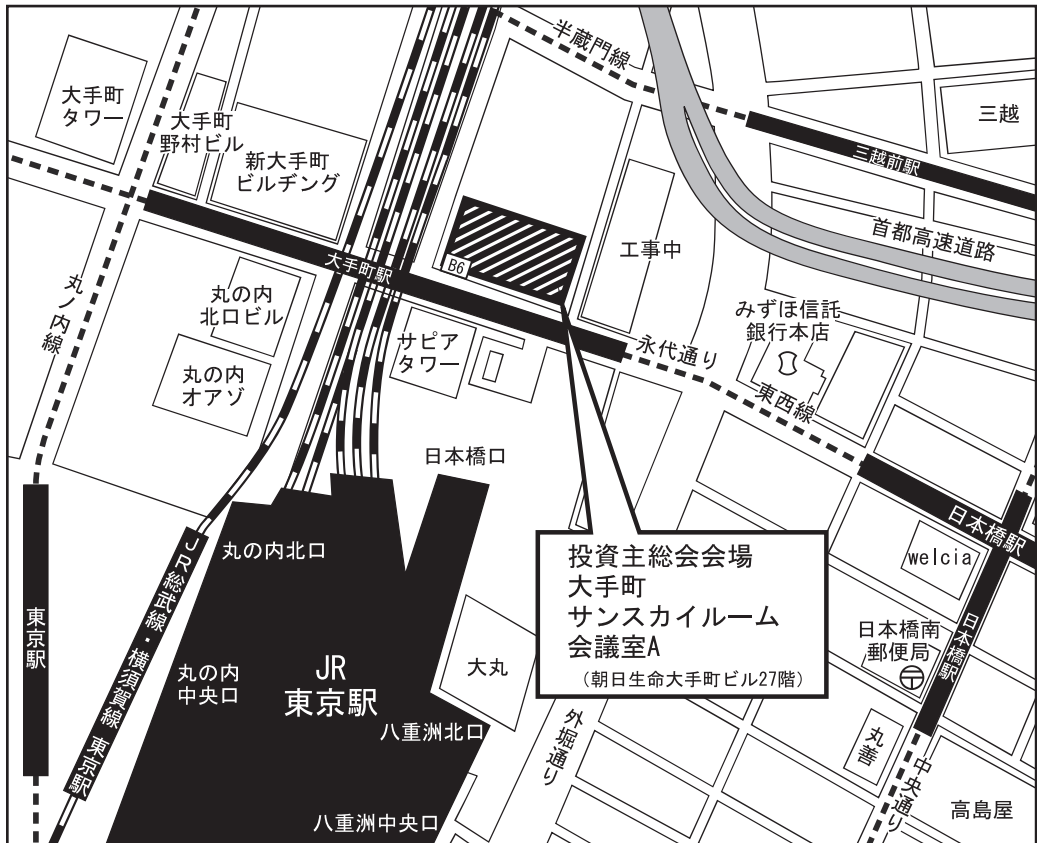 半蔵門線
大手町
タワー
大手町
野村ビル
新大手町
ビルヂング
三越
三越前駅
首都高速道路
工事中
B6
大手町駅
丸ノ内線
丸の内
北口ビル
丸の内
オアゾ
サピア
タワー
みずほ信託
銀行本店
永代通り
東西線
日本橋口
日本橋駅
welcia
丸の内北口
投資主総会会場
大手町
サンスカイルーム
会議室A
(朝日生命大手町ビル27階)
日本橋南
郵便局
日本橋駅
東京駅
JR総武線・横須賀線 東京駅
丸の内
中央口
JR
東京駅
大丸
八重洲北口
外堀通り
丸善
中央通り
高島屋
八重洲中央口